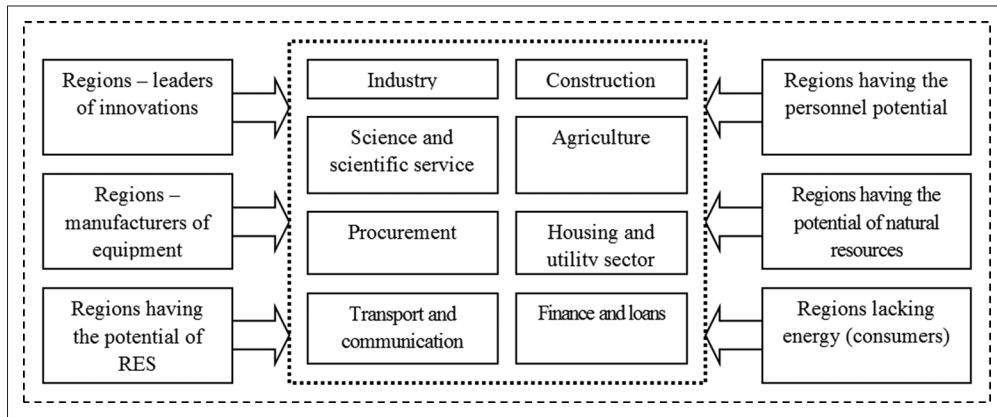 Regions – leaders
of innovations
Regions –
manufacturers of
equipment
Regions having
the potential of
RES
Industry
Construction
Science and
scientific service
Agriculture
Procurement
Housing and
utility sector
Transport and
communication
Finance and loans
Regions having the
personnel potential
Regions having the
potential of natural
resources
Regions lacking
energy (consumers)